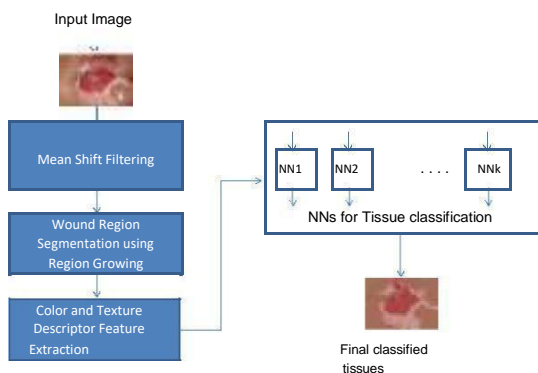 Input Image
Mean Shift Filtering
Wound Region
Segmentation using
Region Growing
Color and Texture
Descriptor Feature
Extraction
NN1 NN2 . . . . NNk
NNs for Tissue classification
Final classified
tissues